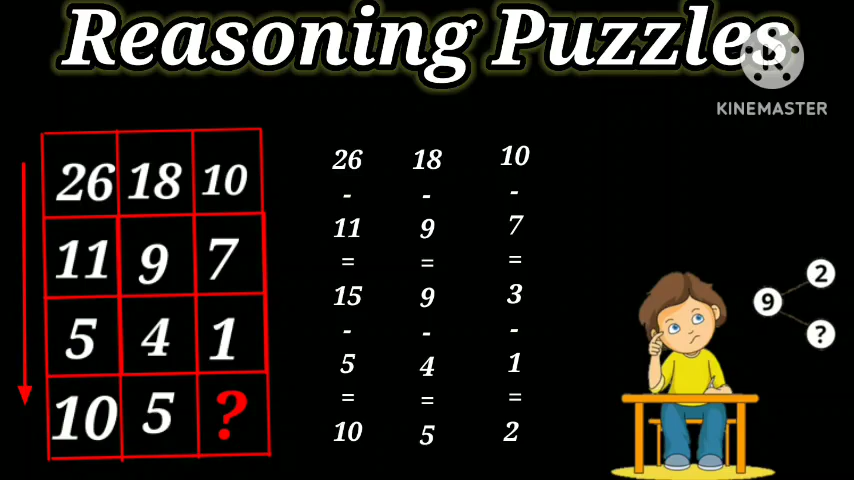 Reasoning Puzzles
K
KINEMASTER
26 18 10
11 9 7
5 4 1
10 5 ?
26 18 10
- - -
11 9 7
= = =
15 9 3
- - -
5 4 1
= = =
10 5 2
2
9
?